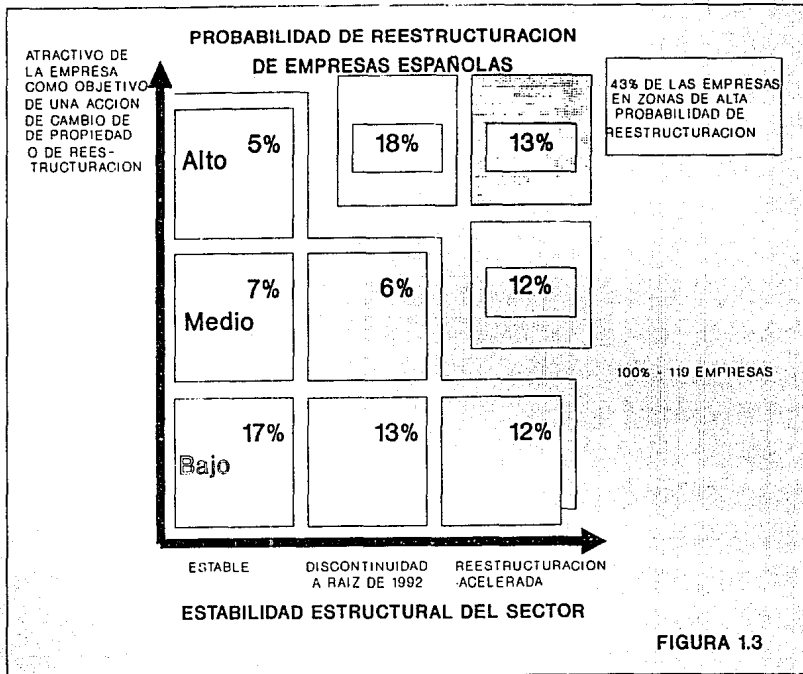 PROBABILIDAD DE REESTRUCTURACION
DE EMPRESAS ESPAÑOLAS
ATRACTIVO DE
LA EMPRESA
COMO OBJETIVO
DE UNA ACCION
DE CAMBIO DE
DE PROPIEDAD
O DE REES-
TRUCTURACION
43% DE LAS EMPRESAS
EN ZONAS DE ALTA
PROBABILIDAD DE
REESTRUCTURACION
Alto 5% 18% 13%
7% 6% 12%
Medio
100% - 119 EMPRESAS
17% 13% 12%
Bajo
ESTABLE DISCONTINUIDAD REESTRUCTURACION
A RAIZ DE 1992 ACELERADA
ESTABILIDAD ESTRUCTURAL DEL SECTOR
FIGURA 1.3